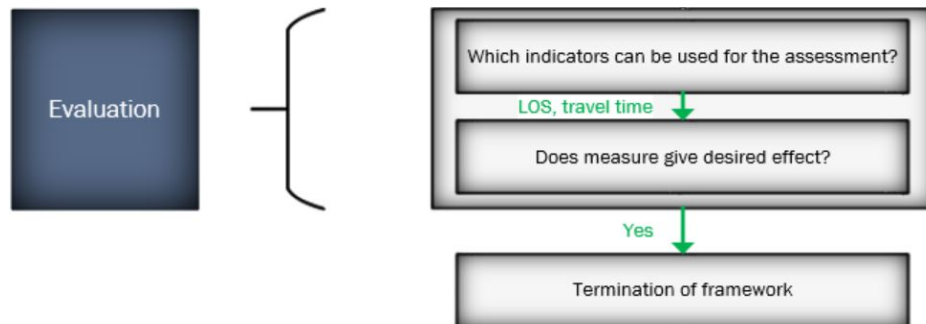 Which indicators can be used for the assessment?
Evaluation
LOS, travel time
Does measure give desired effect?
Yes
Termination of framework